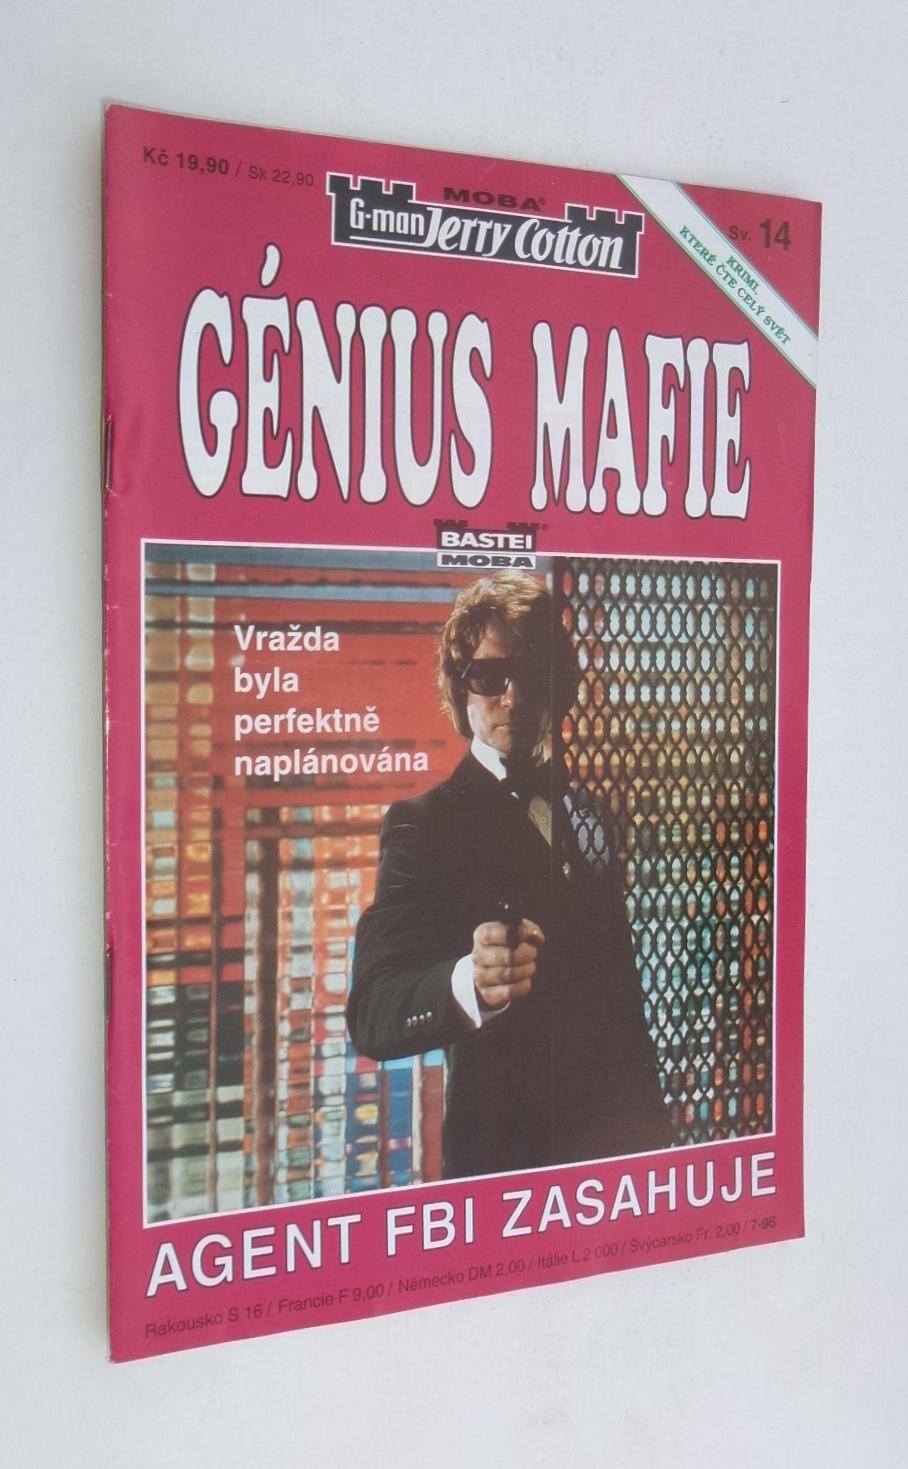 Kč 19,90 / Sk 22,90
MOBA®
G-man Jerry Cotton
Sv. 14
KRIMI,
KTERÉ ČTE CELÝ SVĚT
GÉNIUS MAFIE
BASTEI®
MOBA
Vražda
byla
perfektně
naplánována
AGENT FBI ZASAHUJE
Rakousko S 16 / Francie F 9,00 / Německo DM 2,00 / Itálie L 2 000 / Švýcarsko Fr. 2,00 / 7-96